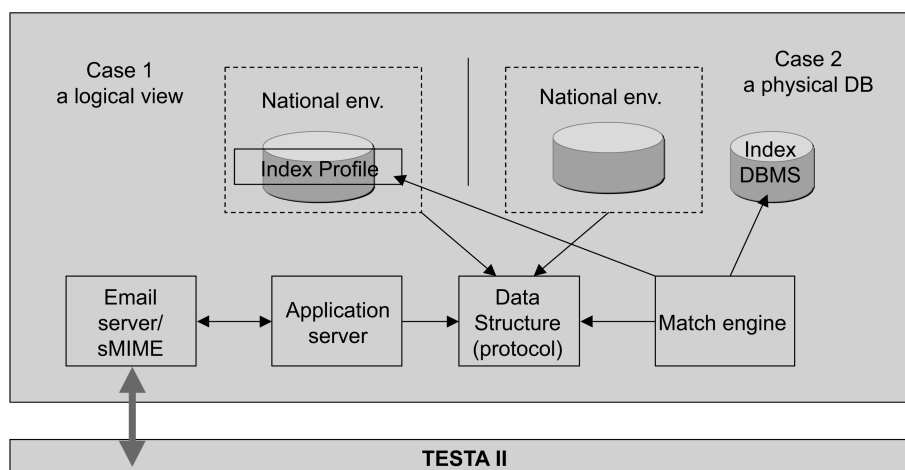 Case 1
a logical view
National env.
Index Profile
National env.
Case 2
a physical DB
Index
DBMS
Email
server/
sMIME
Application
server
Data
Structure
(protocol)
Match engine
TESTA II